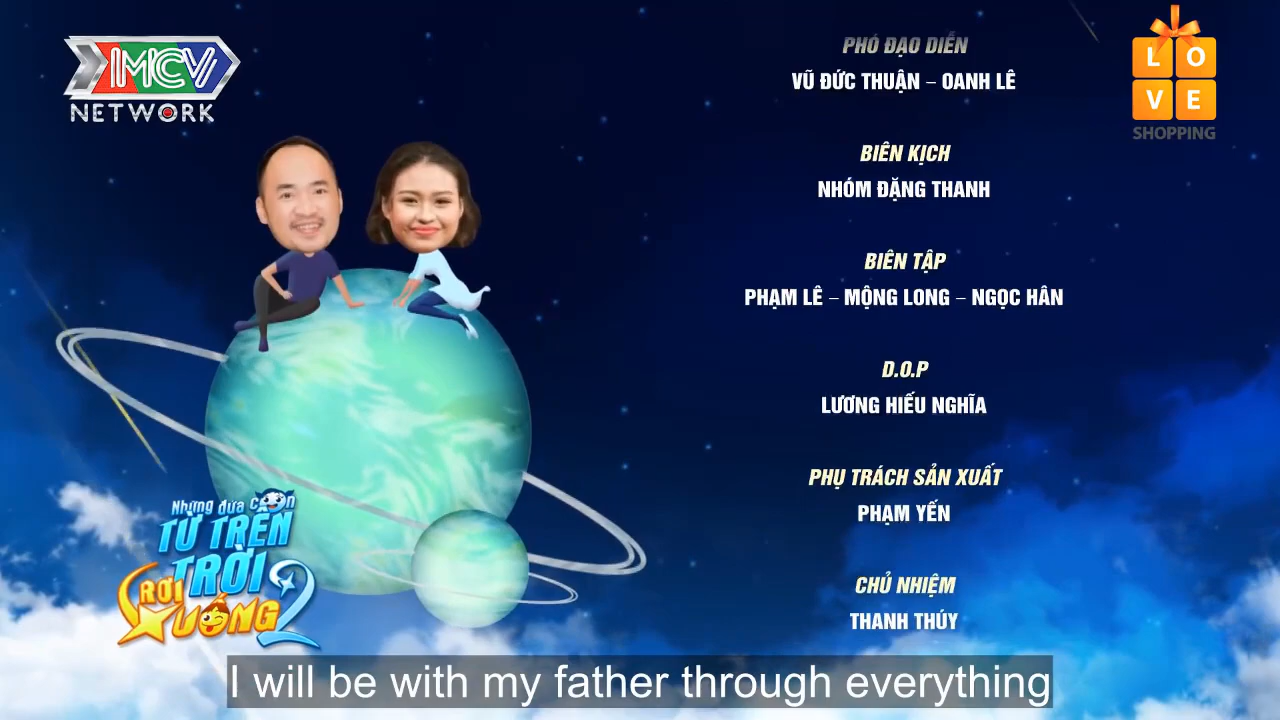 MCV
NETWORK
LOVE
SHOPPING
PHÓ ĐẠO DIỄN
VŨ ĐỨC THUẬN – OANH LÊ
BIÊN KỊCH
NHÓM ĐẶNG THANH
BIÊN TẬP
PHẠM LÊ – MỘNG LONG – NGỌC HÂN
D.O.P
LƯƠNG HIẾU NGHĨA
PHỤ TRÁCH SẢN XUẤT
PHẠM YẾN
CHỦ NHIỆM
THANH THÚY
Những đứa con
TỪ TRÊN
TRỜI
RƠI
XUỐNG 2
I will be with my father through everything